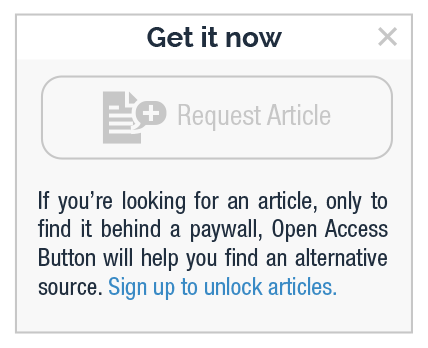 Get it now
Request Article
If you’re looking for an article, only to
find it behind a paywall, Open Access
Button will help you find an alternative
source. Sign up to unlock articles.